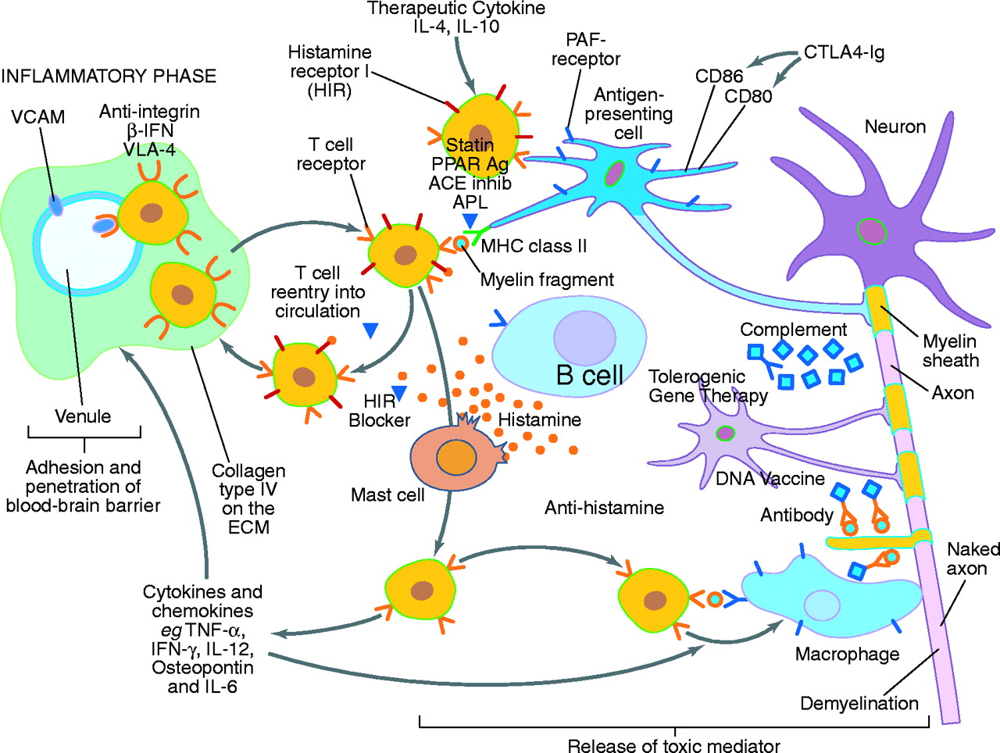 Therapeutic Cytokine
IL-4, IL-10
PAF-
receptor
CTLA4-Ig
Histamine
receptor I
(HIR)
CD86
CD80
INFLAMMATORY PHASE
Antigen-
presenting
cell
VCAM
Anti-integrin
β-IFN
VLA-4
Neuron
T cell
receptor
Statin
PPAR Ag
ACE inhib
APL
MHC class II
Myelin fragment
T cell
reentry into
circulation
Complement
Myelin
sheath
B cell
Tolerogenic
Gene Therapy
Axon
Venule
HIR
Blocker
Histamine
Adhesion and
penetration of
blood-brain barrier
Collagen
type IV
on the
ECM
Mast cell
DNA Vaccine
Anti-histamine
Antibody
Naked
axon
Cytokines and
chemokines
eg TNF-α,
IFN-γ, IL-12,
Osteopontin
and IL-6
Macrophage
Demyelination
Release of toxic mediator